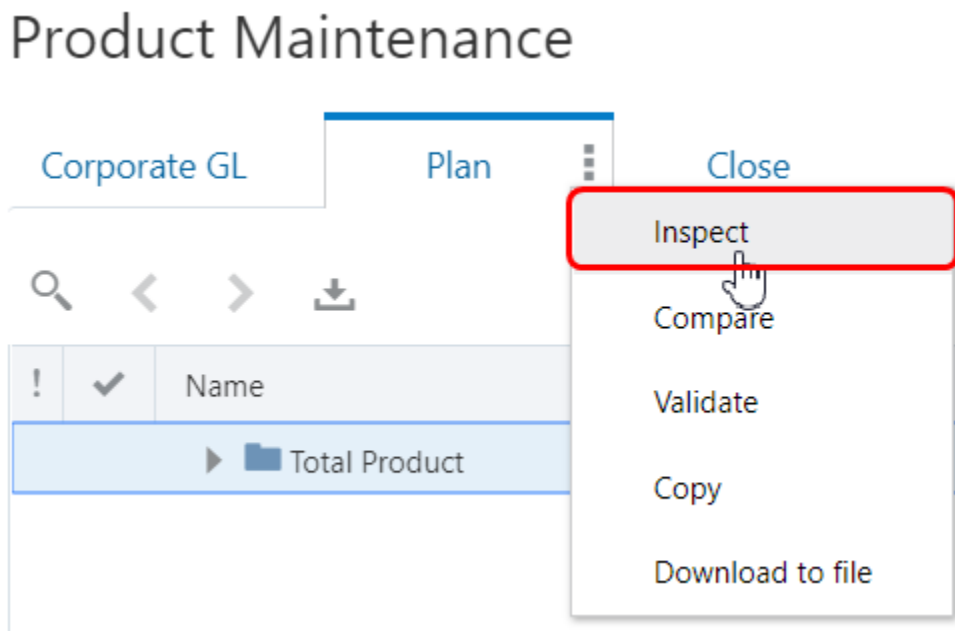 Product Maintenance
Corporate GL Plan Close
Inspect
Compare
! Name
Validate
Total Product
Copy
Download to file